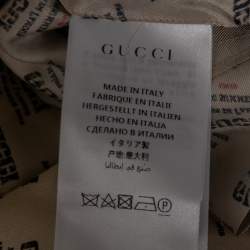 GUCCI
MADE IN ITALY
FABRIQUE EN ITALIE
HERGESTELLT IN ITALIEN
HECHO EN ITALIA
СДЕЛАНО В ИТАЛИИ
イタリア製
产地:意大利
صنع في إيطاليا